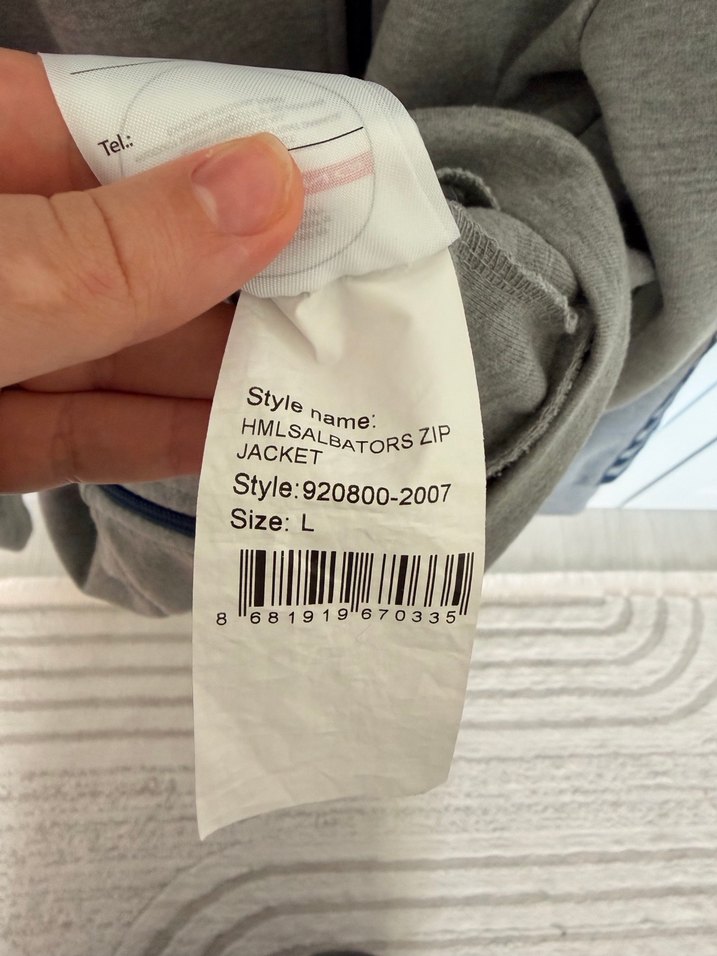 Tel.:
Style name:
HMLSALBATORS ZIP
JACKET
Style:920800-2007
Size: L
8 681919 670335